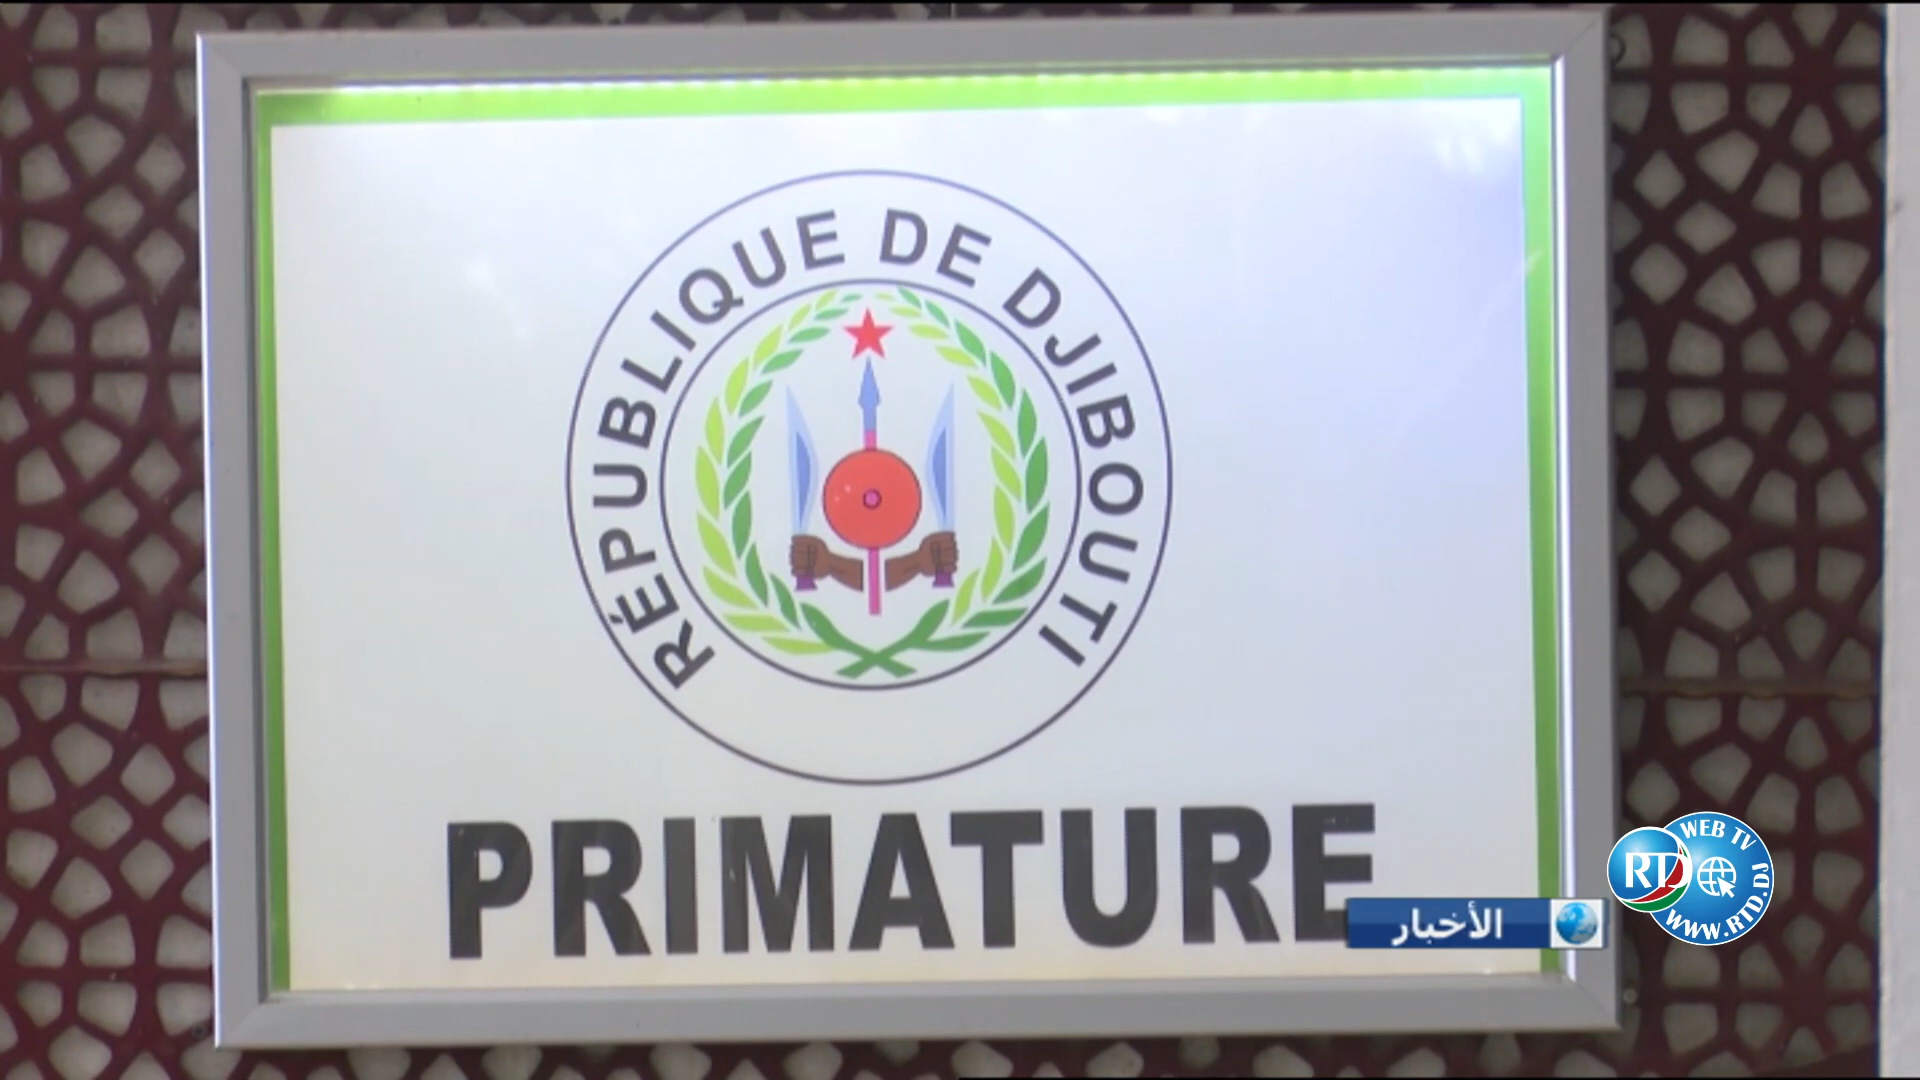 RÉPUBLIQUE DE DJIBOUTI
PRIMATURE
الأخبار
WEB TV
RTD
WWW.RTD.DJ